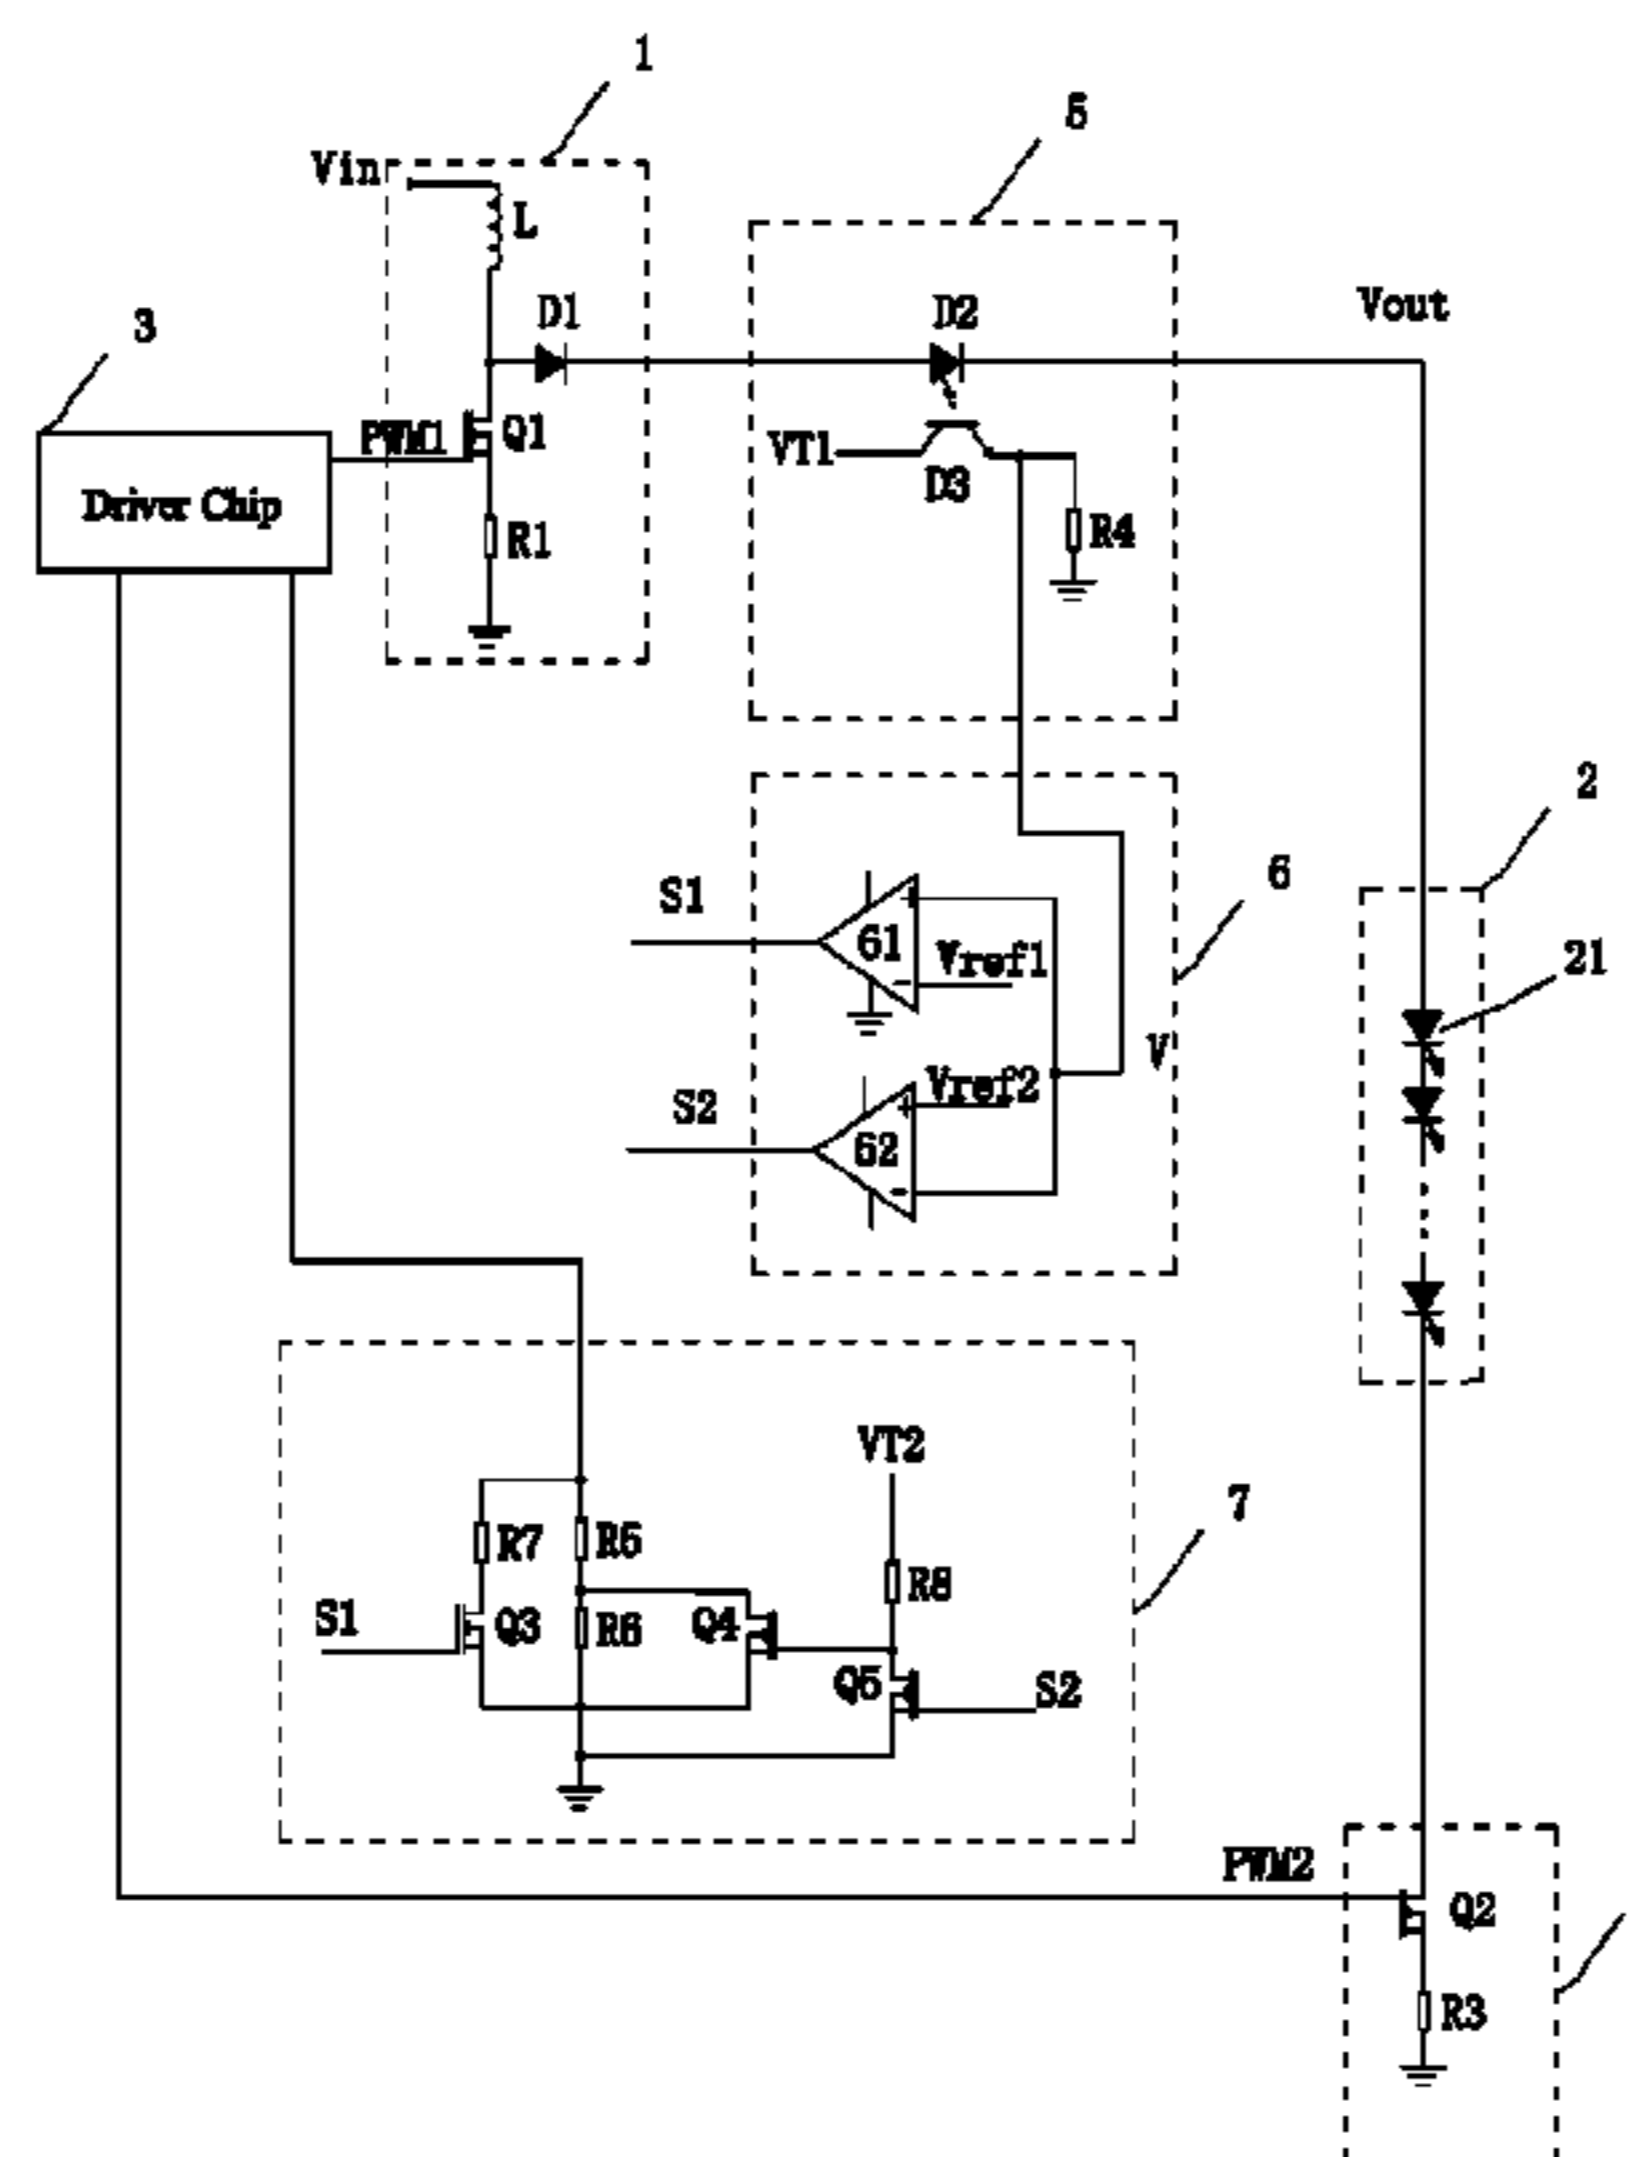 1
5
Vin
L
3
D1
D2
Vout
PWM1
Q1
VT1
D3
Driver Chip
R1
R4
2
6
S1
61
Vref1
21
V
Vref2
S2
62
VT2
7
R7
R5
R8
S1
Q3
R6
Q4
Q5
S2
PWM2
Q2
R3